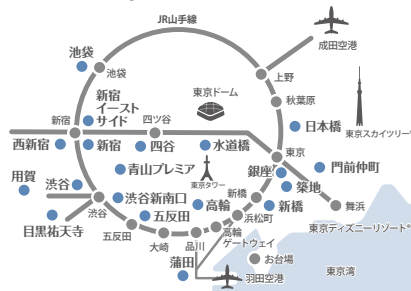 JR山手線
成田空港
池袋
池袋
上野
新宿
イースト
サイド
東京ドーム
秋葉原
新宿
四ツ谷
日本橋
東京スカイツリー
西新宿
新宿
四谷
水道橋
東京
青山プレミア
銀座
門前仲町
用賀
渋谷
東京タワー
築地
渋谷新南口
高輪
新橋
新橋
舞浜
渋谷
五反田
浜松町
目黒祐天寺
五反田
大崎
品川
高輪
ゲートウェイ
東京ディズニーリゾート®
お台場
蒲田
羽田空港
東京湾